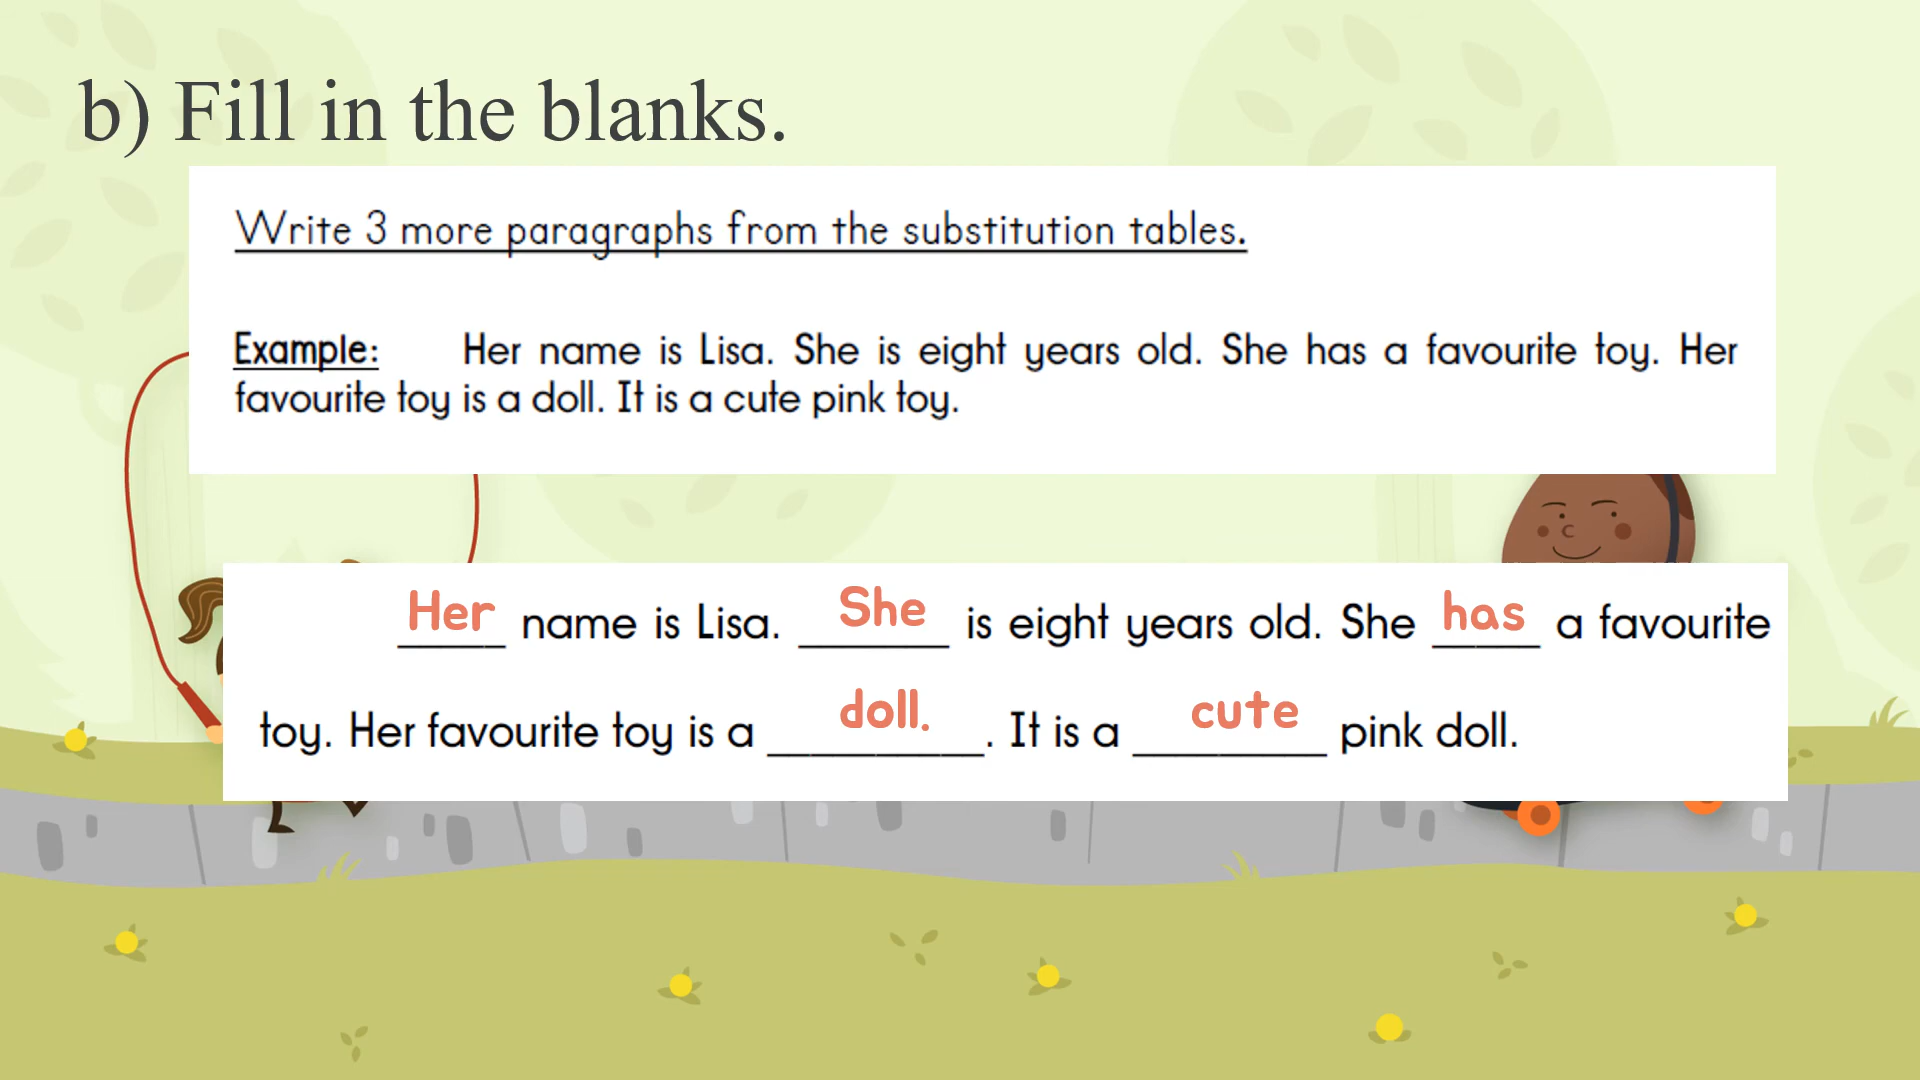 b) Fill in the blanks.
Write 3 more paragraphs from the substitution tables.
Example: Her name is Lisa. She is eight years old. She has a favourite toy. Her
favourite toy is a doll. It is a cute pink toy.
Her name is Lisa. She is eight years old. She has a favourite
toy. Her favourite toy is a doll. . It is a cute pink doll.